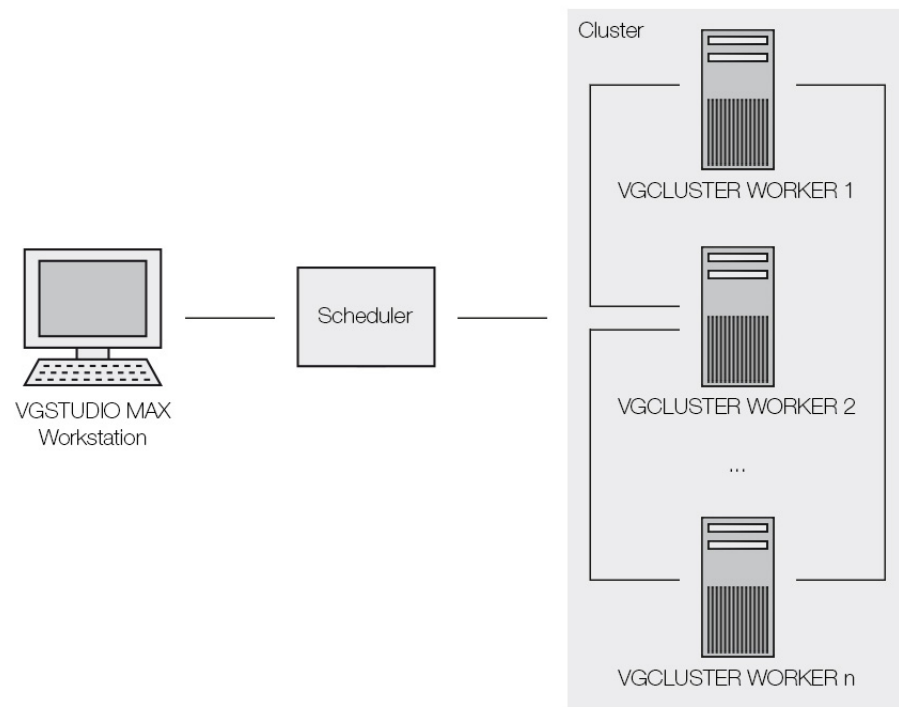 Cluster
VGCLUSTER WORKER 1
Scheduler
VGSTUDIO MAX
Workstation
VGCLUSTER WORKER 2
...
VGCLUSTER WORKER n